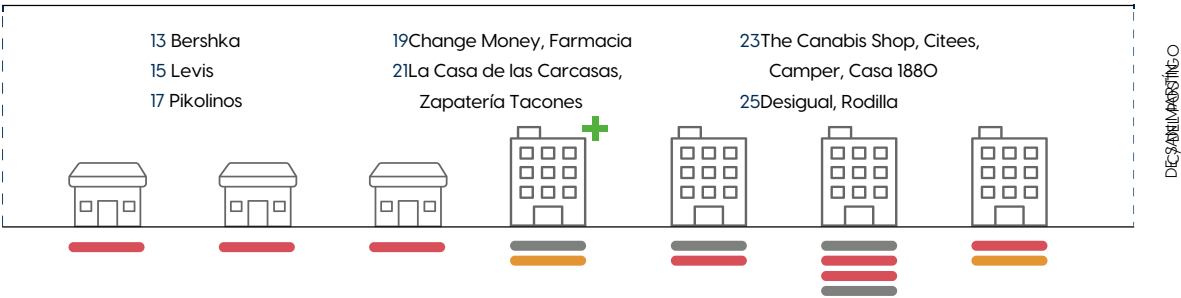 13 Bershka
15 Levis
17 Pikolinos
19Change Money, Farmacia
21La Casa de las Carcasas,
Zapatería Tacones
23The Canabis Shop, Citees,
Camper, Casa 1880
25Desigual, Rodilla